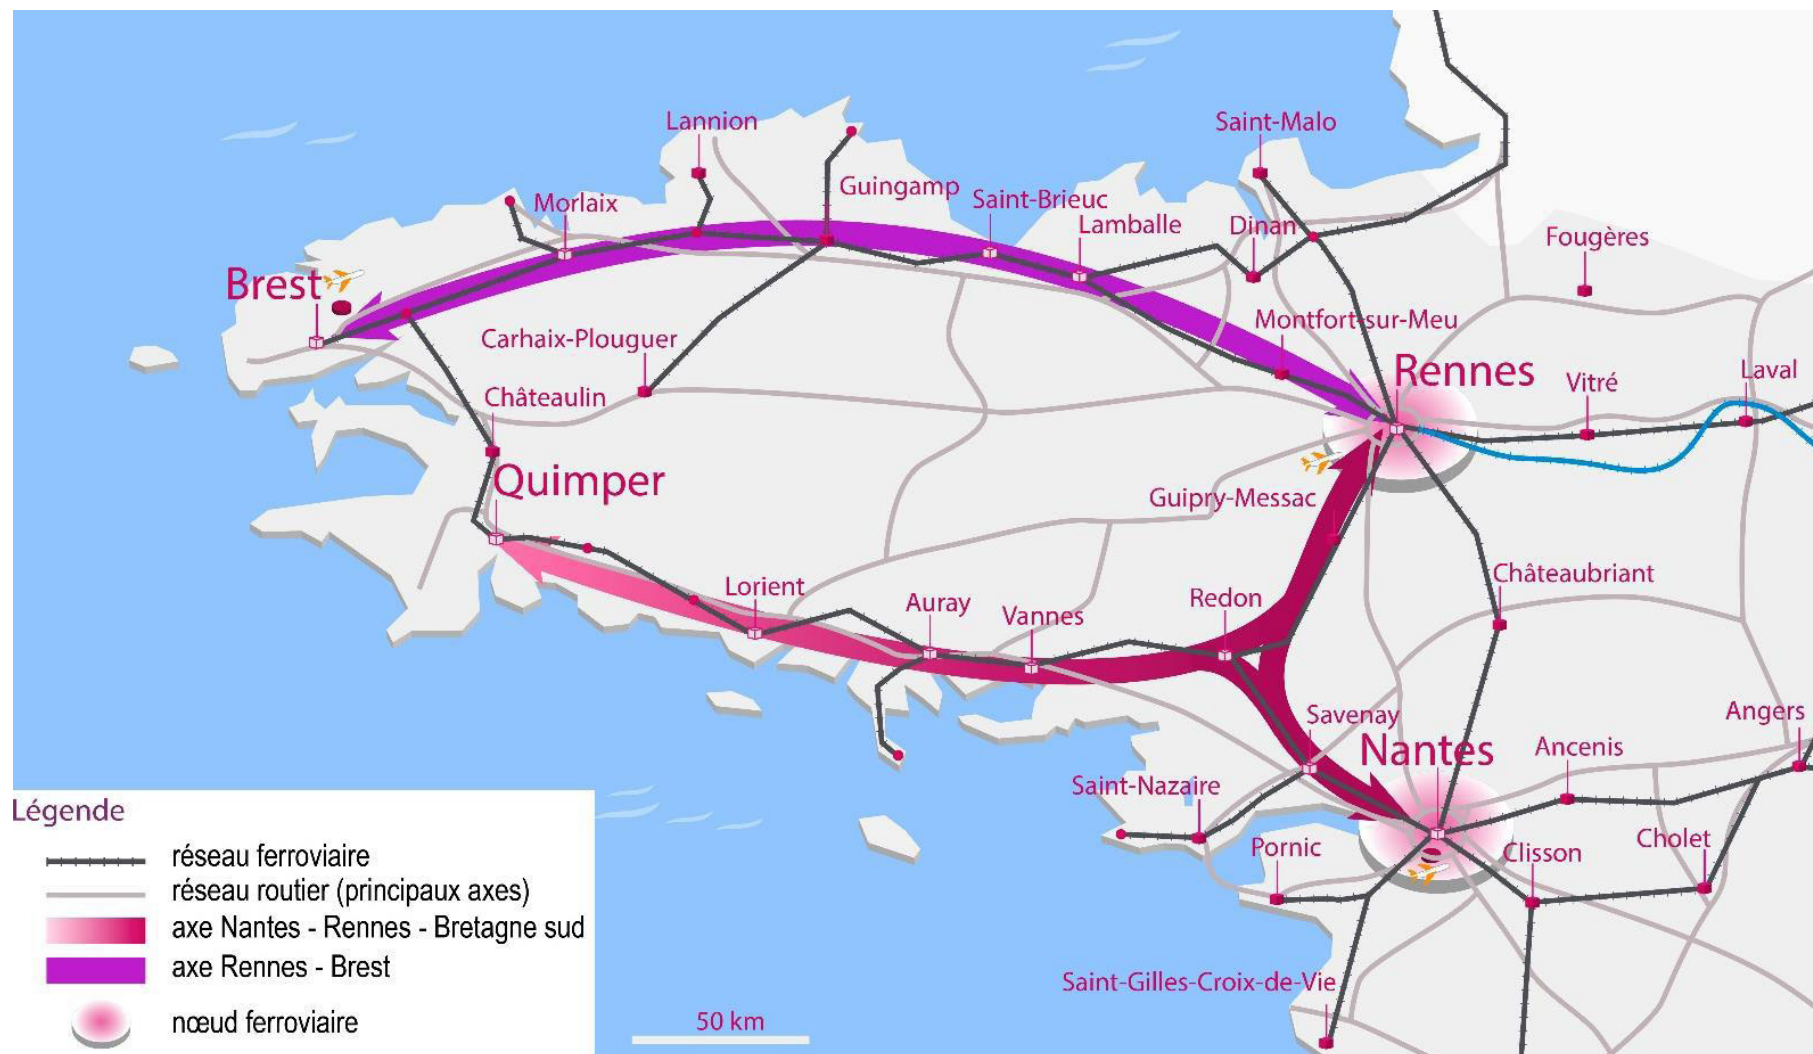 Lannion
Saint-Malo
Guingamp
Morlaix
Saint-Brieuc
Lamballe
Dinan
Fougères
Brest
Montfort-sur-Meu
Carhaix-Plouguer
Rennes
Vitré
Laval
Châteaulin
Quimper
Guipry-Messac
Châteaubriant
Lorient
Auray
Vannes
Redon
Savenay
Angers
Nantes
Ancenis
Saint-Nazaire
Pornic
Clisson
Cholet
Saint-Gilles-Croix-de-Vie
Légende
réseau ferroviaire
réseau routier (principaux axes)
axe Nantes - Rennes - Bretagne sud
axe Rennes - Brest
nœud ferroviaire
50 km